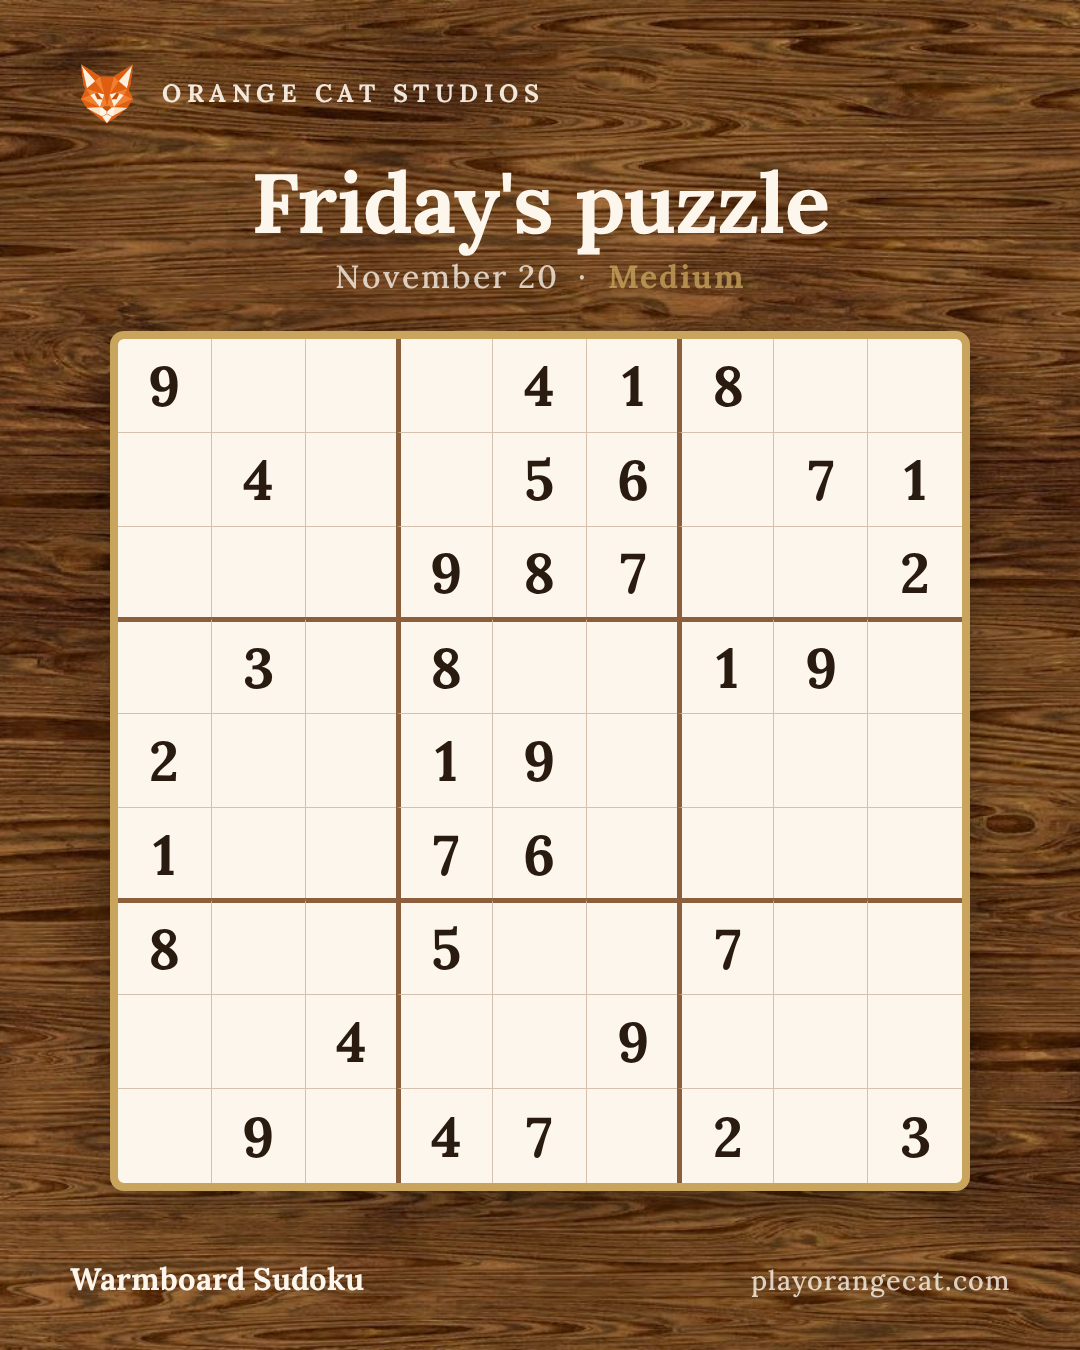 ORANGE CAT STUDIOS
Friday's puzzle
November 20 · Medium
9 4 1 8
4 5 6 7 1
9 8 7 2
3 8 1 9
2 1 9
1 7 6
8 5 7
4 9
9 4 7 2 3
Warmboard Sudoku
playorangecat.com